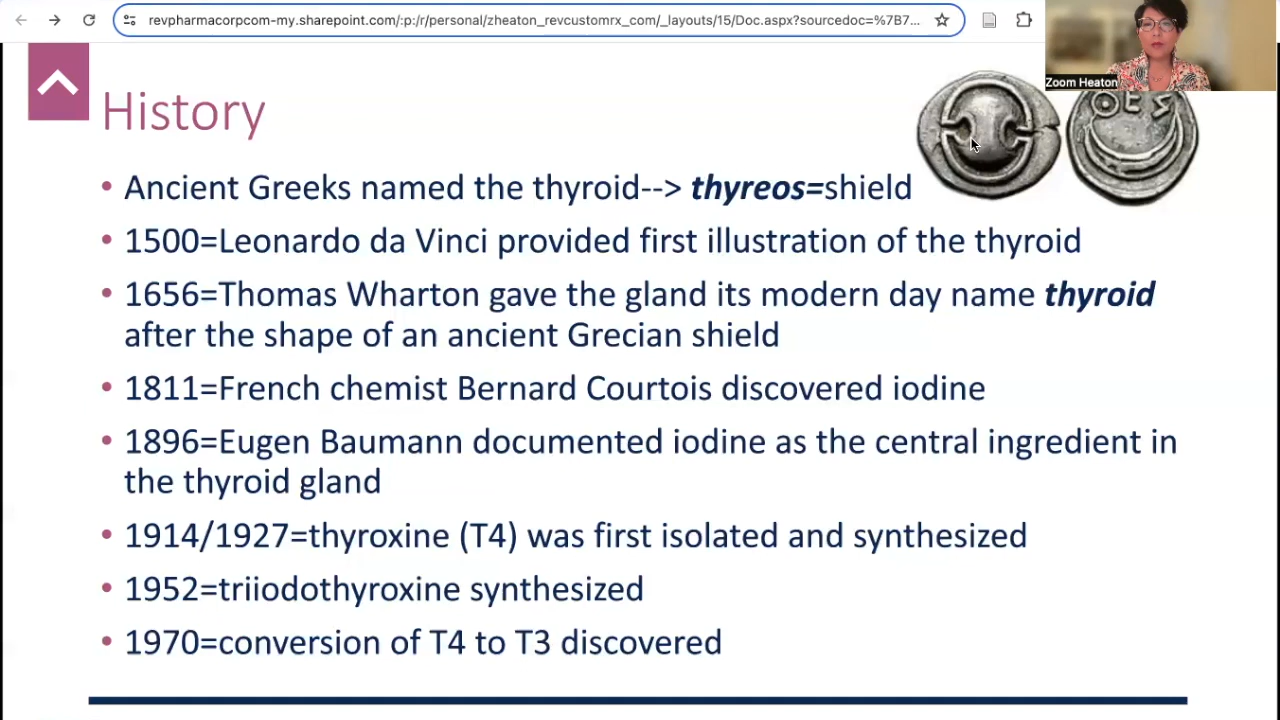 revpharmacorpcom-my.sharepoint.com/:p:/r/personal/zheaton_revcustomrx_com/_layouts/15/Doc.aspx?sourcedoc=%7B7...
Zoom Heaton
History
ΘΕΣ
• Ancient Greeks named the thyroid--> thyreos=shield
• 1500=Leonardo da Vinci provided first illustration of the thyroid
• 1656=Thomas Wharton gave the gland its modern day name thyroid
after the shape of an ancient Grecian shield
• 1811=French chemist Bernard Courtois discovered iodine
• 1896=Eugen Baumann documented iodine as the central ingredient in
the thyroid gland
• 1914/1927=thyroxine (T4) was first isolated and synthesized
• 1952=triiodothyroxine synthesized
• 1970=conversion of T4 to T3 discovered